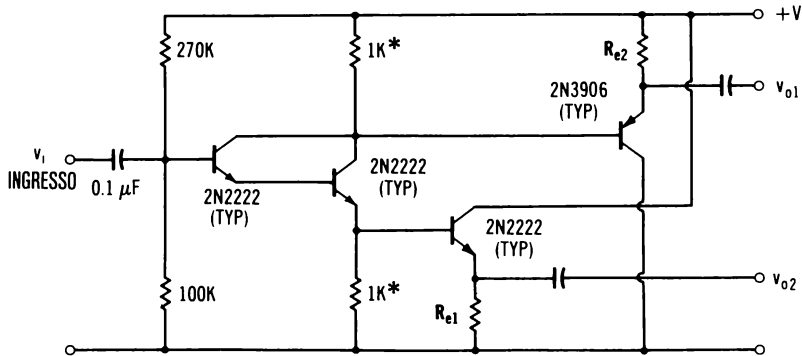 +V
270K
1K*
Re2
2N3906
(TYP)
vo1
vi
INGRESSO
0.1 μF
2N2222
(TYP)
2N2222
(TYP)
2N2222
(TYP)
100K
1K*
Re1
vo2